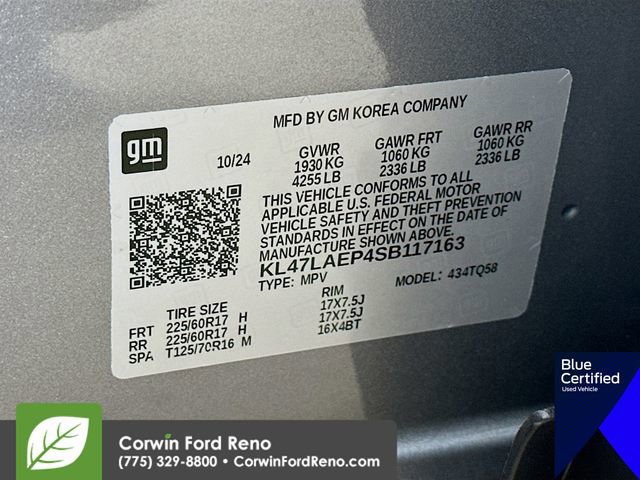 MFD BY GM KOREA COMPANY
gm
10/24
GVWR
1930 KG
4255 LB
GAWR FRT
1060 KG
2336 LB
GAWR RR
1060 KG
2336 LB
THIS VEHICLE CONFORMS TO ALL
APPLICABLE U.S. FEDERAL MOTOR
VEHICLE SAFETY AND THEFT PREVENTION
STANDARDS IN EFFECT ON THE DATE OF
MANUFACTURE SHOWN ABOVE.
KL47LAEP4SB117163
TYPE: MPV
MODEL: 434TQ58
TIRE SIZE
RIM
FRT 225/60R17 H 17X7.5J
RR 225/60R17 H 17X7.5J
SPA T125/70R16 M 16X4BT
Blue
Certified
Used Vehicle
Corwin Ford Reno
(775) 329-8800 • CorwinFordReno.com